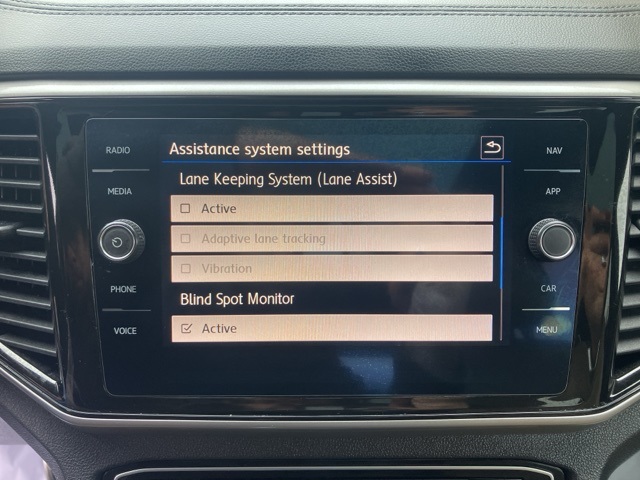 RADIO
MEDIA
PHONE
VOICE
Assistance system settings
Lane Keeping System (Lane Assist)
Active
Adaptive lane tracking
Vibration
Blind Spot Monitor
Active
NAV
APP
CAR
MENU